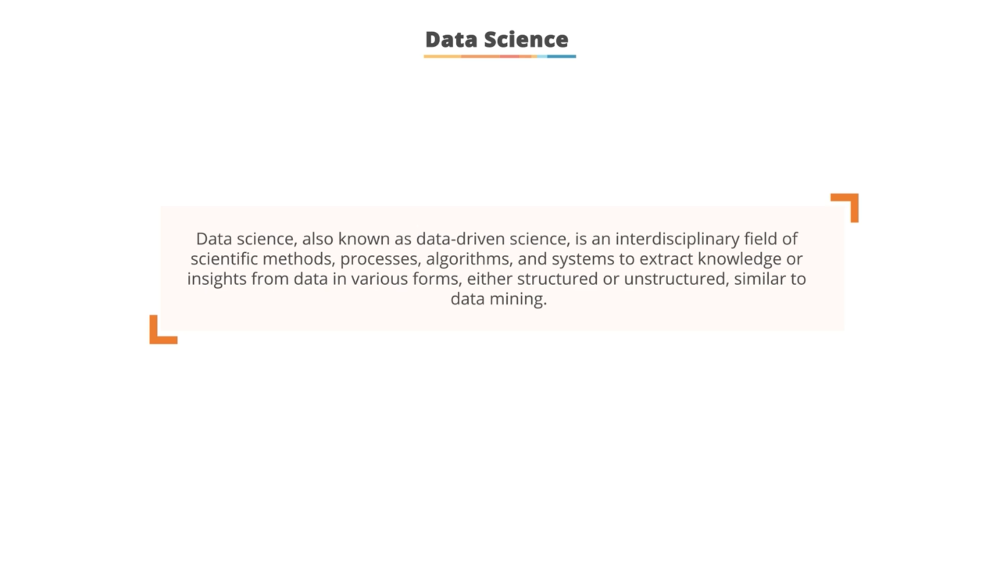 Data Science
Data science, also known as data-driven science, is an interdisciplinary field of
scientific methods, processes, algorithms, and systems to extract knowledge or
insights from data in various forms, either structured or unstructured, similar to
data mining.